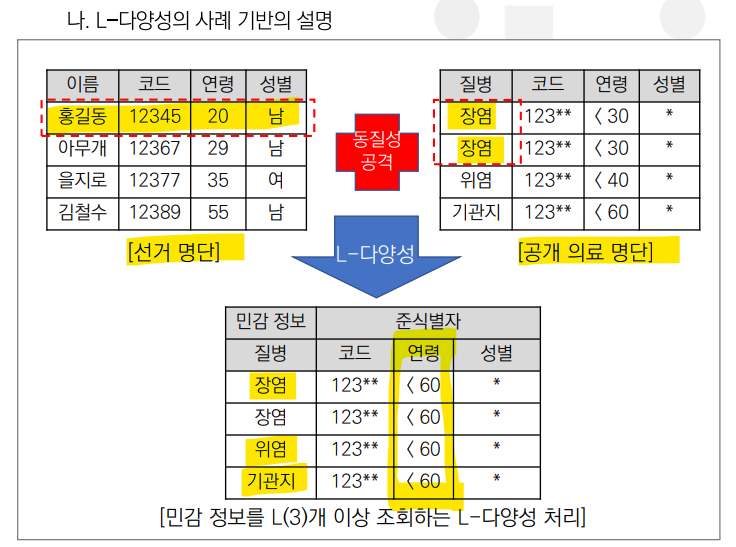 나. L-다양성의 사례 기반의 설명
이름 코드 연령 성별
홍길동 12345 20 남
아무개 12367 29 남
을지로 12377 35 여
김철수 12389 55 남
[선거 명단]
동질성
공격
질병 코드 연령 성별
장염 123** < 30 *
장염 123** < 30 *
위염 123** < 40 *
기관지 123** < 60 *
[공개 의료 명단]
L-다양성
민감 정보 준식별자
질병 코드 연령 성별
장염 123** < 60 *
장염 123** < 60 *
위염 123** < 60 *
기관지 123** < 60 *
[민감 정보를 L(3)개 이상 조회하는 L-다양성 처리]